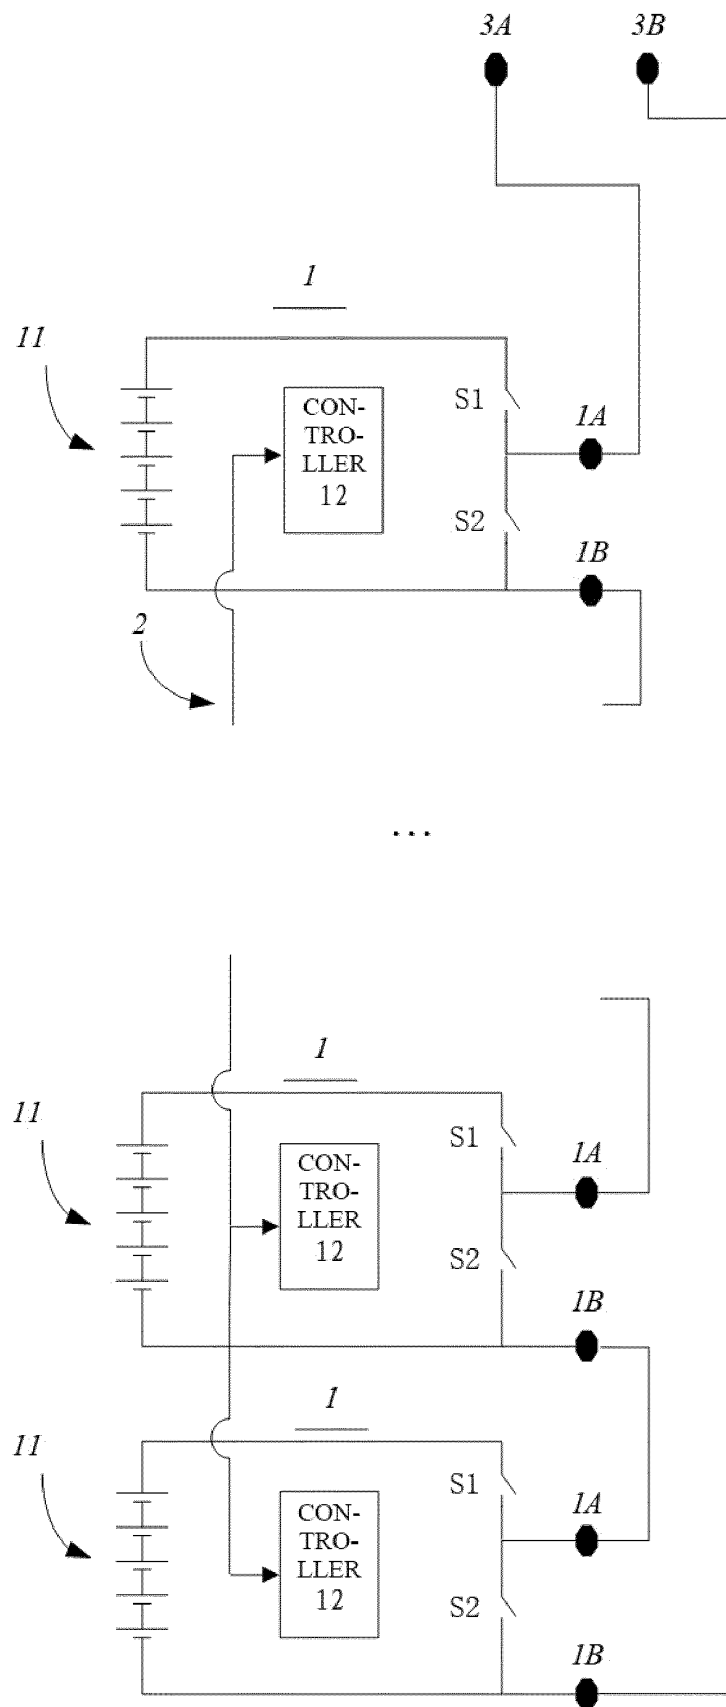 3A 3B
1
11
S1
CON-
TRO-
LLER
12
1A
S2
1B
2
...
1
11
S1
CON-
TRO-
LLER
12
1A
S2
1B
1
11
S1
CON-
TRO-
LLER
12
1A
S2
1B